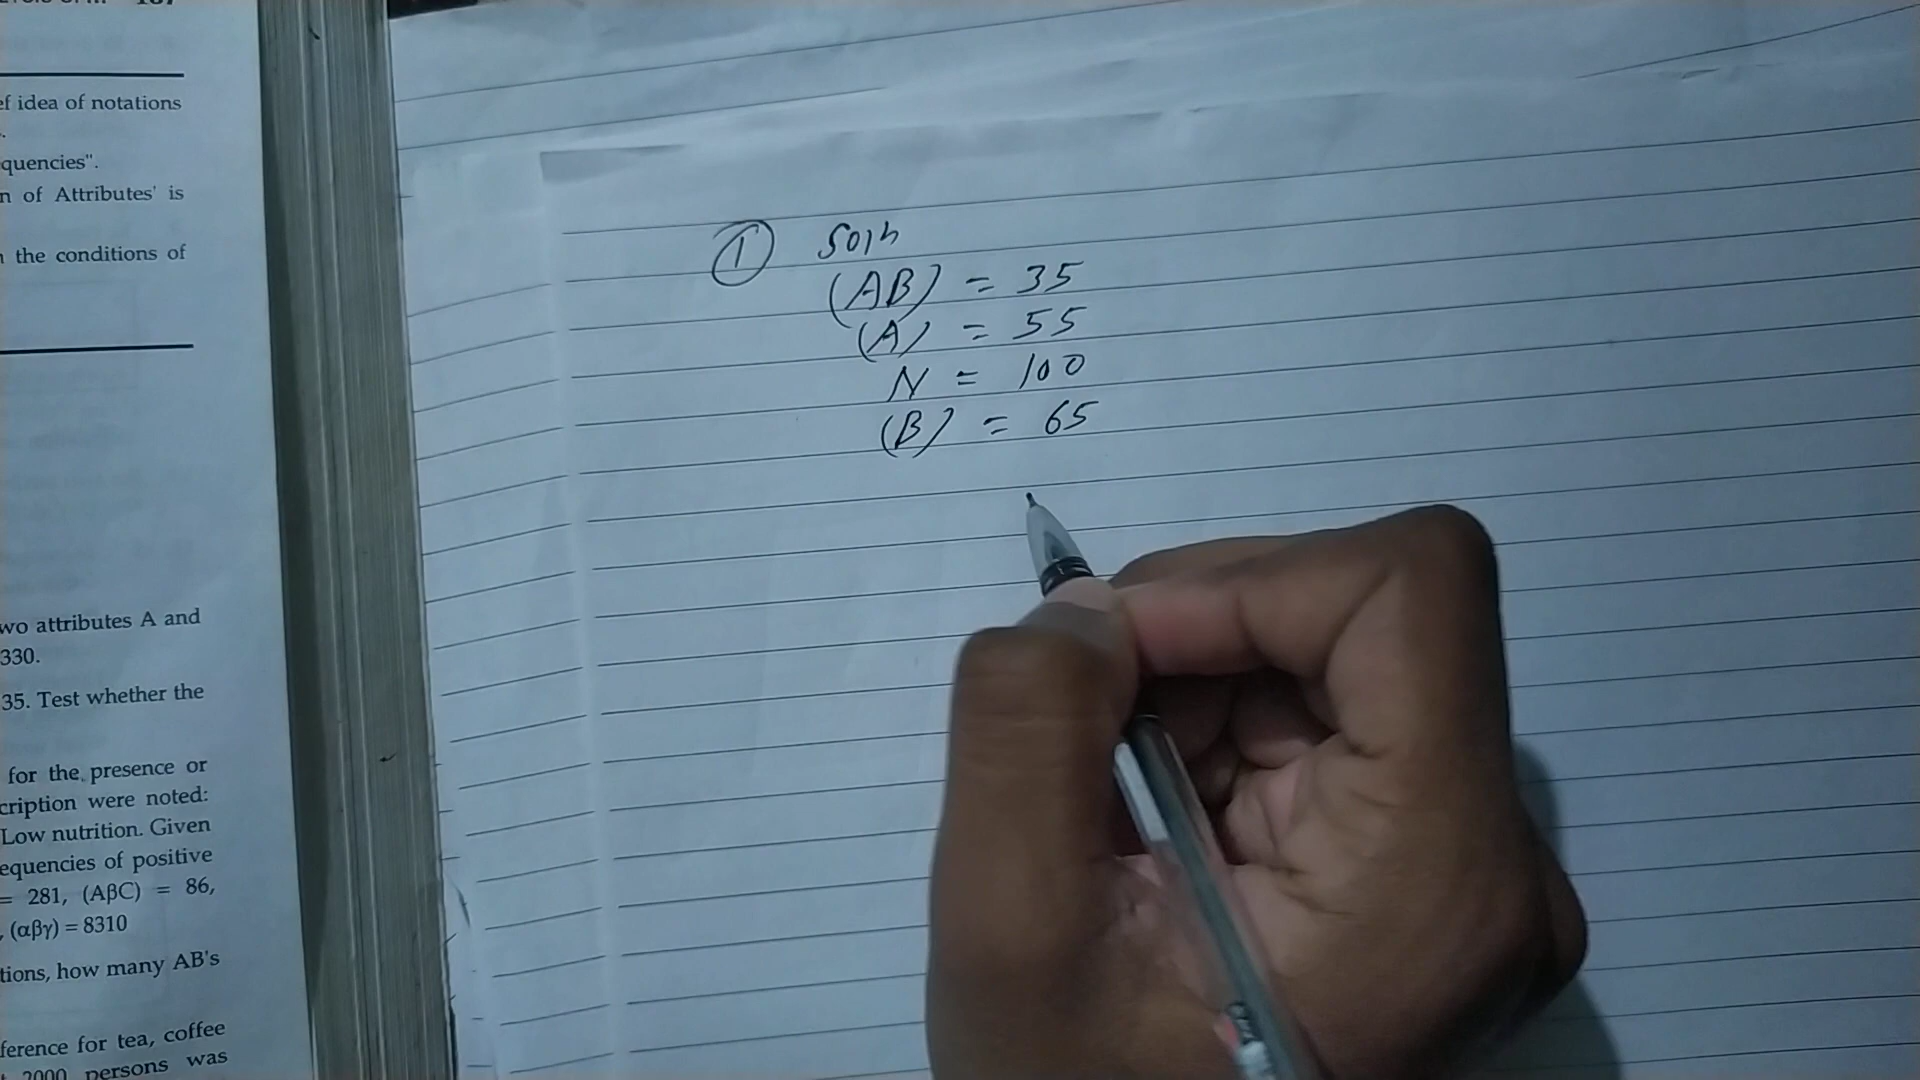 ef idea of notations
quencies".
n of Attributes' is
the conditions of
wo attributes A and
330.
35. Test whether the
for the presence or
cription were noted:
Low nutrition. Given
equencies of positive
= 281, (AβC) = 86,
, (αβγ) = 8310
tions, how many AB's
ference for tea, coffee
2000 persons was
① Soln
(AB) = 35
(A) = 55
N = 100
(B) = 65